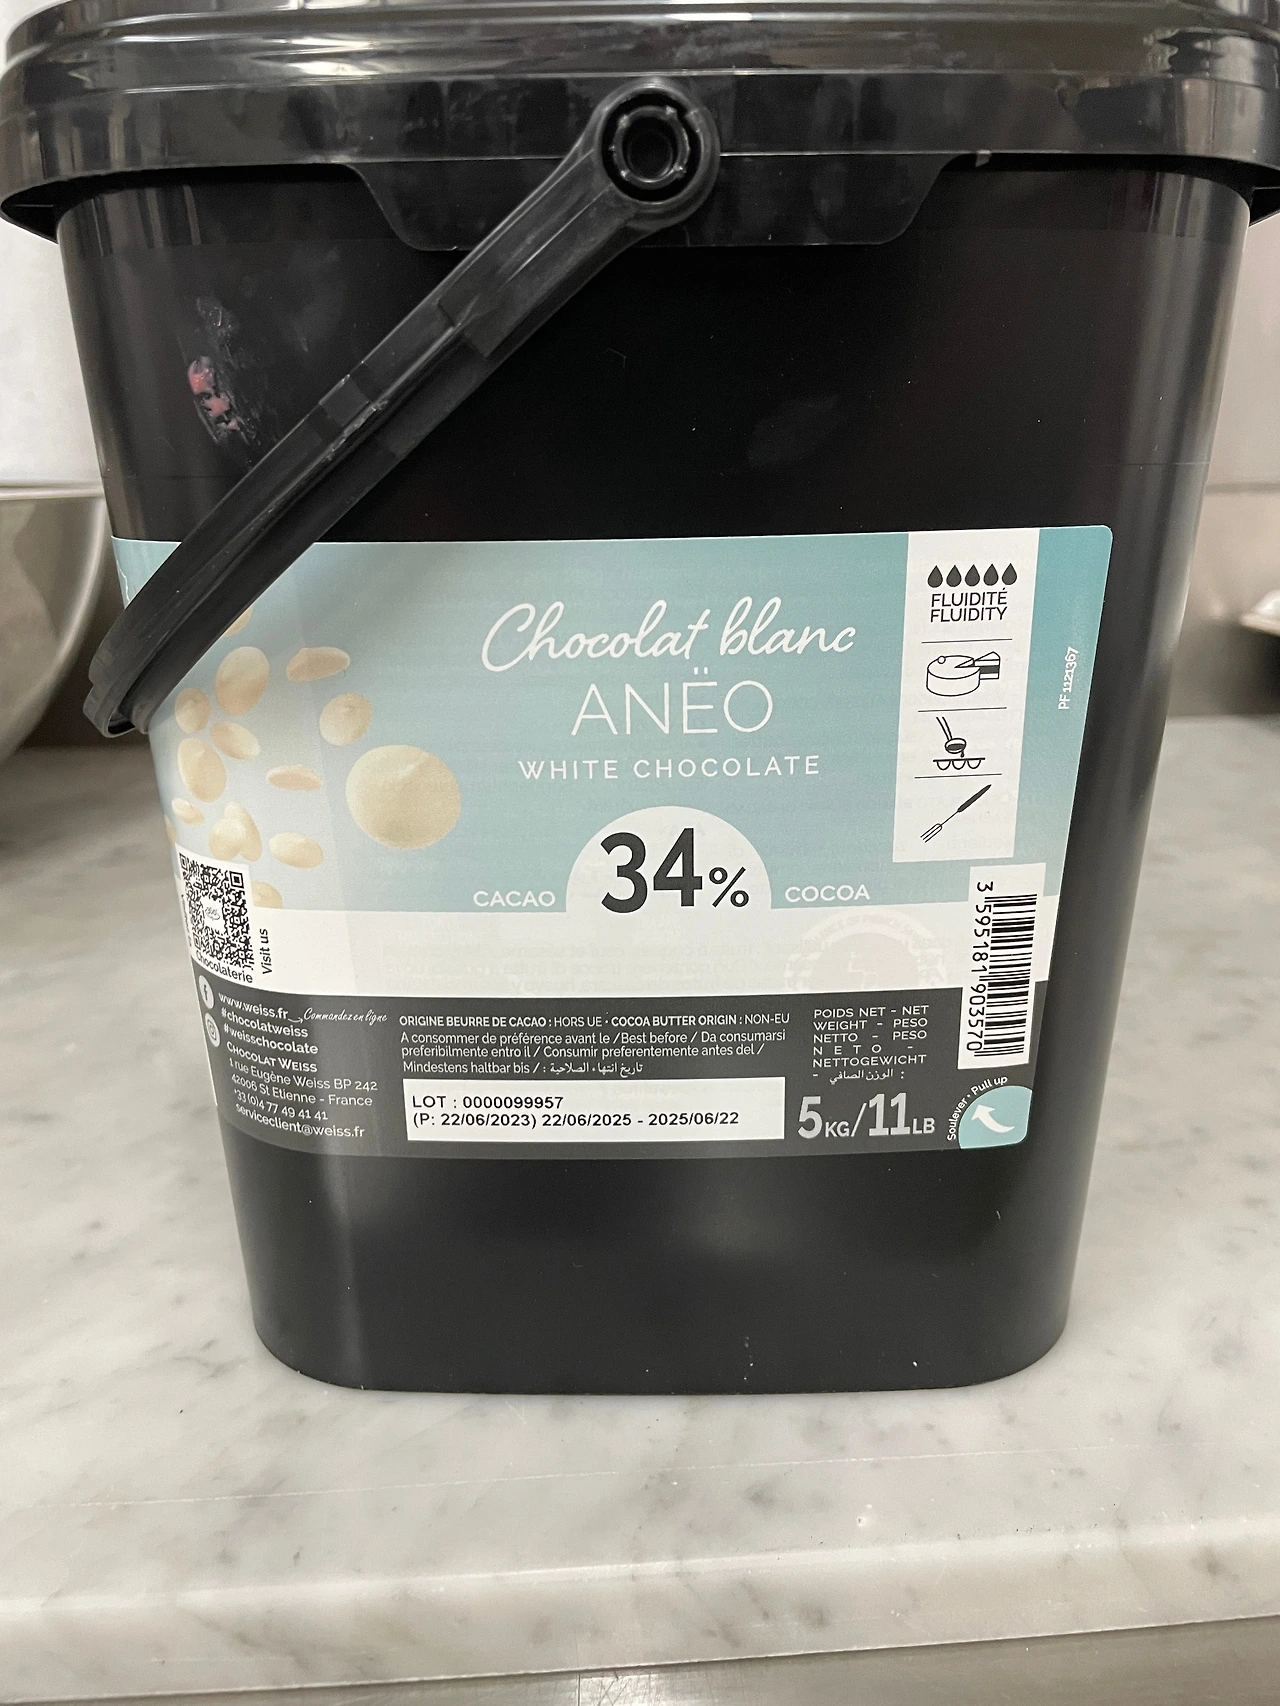 FLUIDITÉ
FLUIDITY
Chocolat blanc
ANËO
WHITE CHOCOLATE
34%
CACAO
COCOA
PF 1121367
3 595181 903570
Visit us
Chocolaterie
www.weiss.fr Commandez en ligne
#chocolatweiss
#weisschocolate
CHOCOLAT WEISS
1 rue Eugène Weiss BP 242
42006 St Etienne - France
+33 (0)4 77 49 41 41
serviceclient@weiss.fr
ORIGINE BEURRE DE CACAO : HORS UE · COCOA BUTTER ORIGIN : NON-EU
A consommer de préférence avant le /Best before / Da consumarsi
preferibilmente entro il / Consumir preferentemente antes del /
Mindestens haltbar bis / : تاريخ انتهاء الصلاحية
LOT : 0000099957
(P: 22/06/2023) 22/06/2025 - 2025/06/22
POIDS NET - NET
WEIGHT - PESO
NETTO - PESO
NETO -
NETTOGEWICHT
- الوزن الصافي :
5KG/11LB
Soulever · Pull up